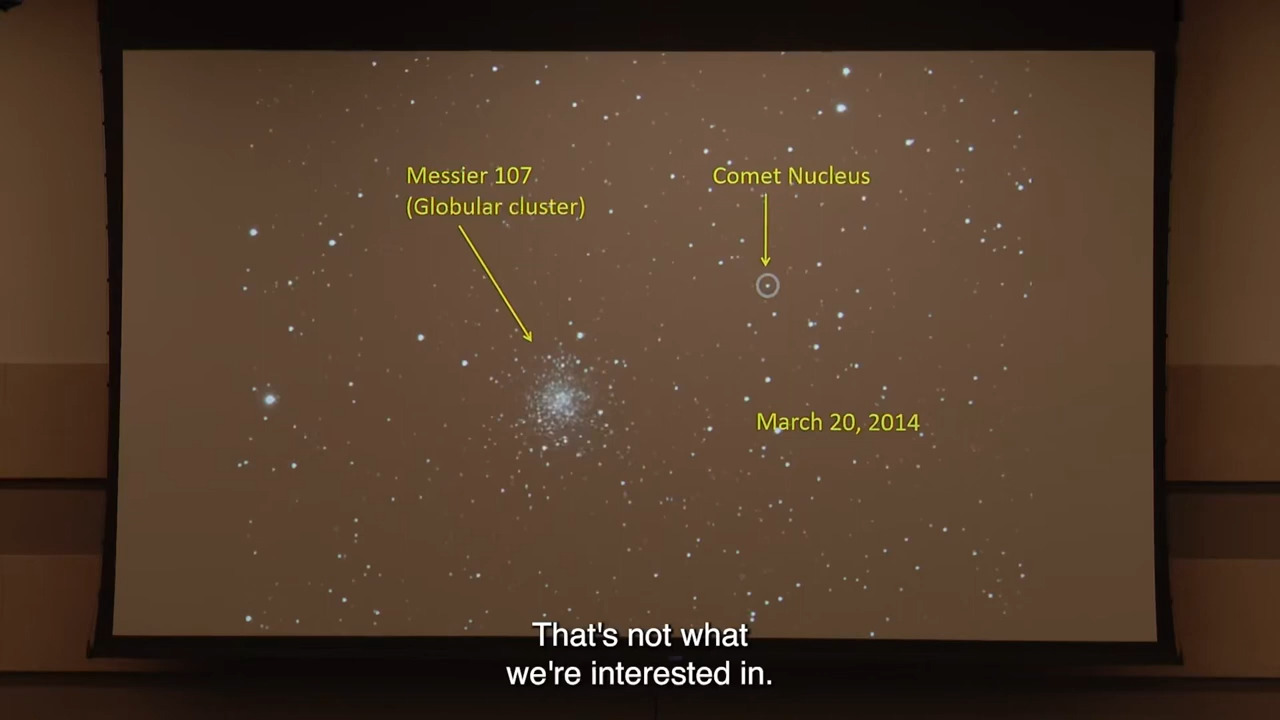 Messier 107
(Globular cluster)
Comet Nucleus
March 20, 2014
That's not what
we're interested in.